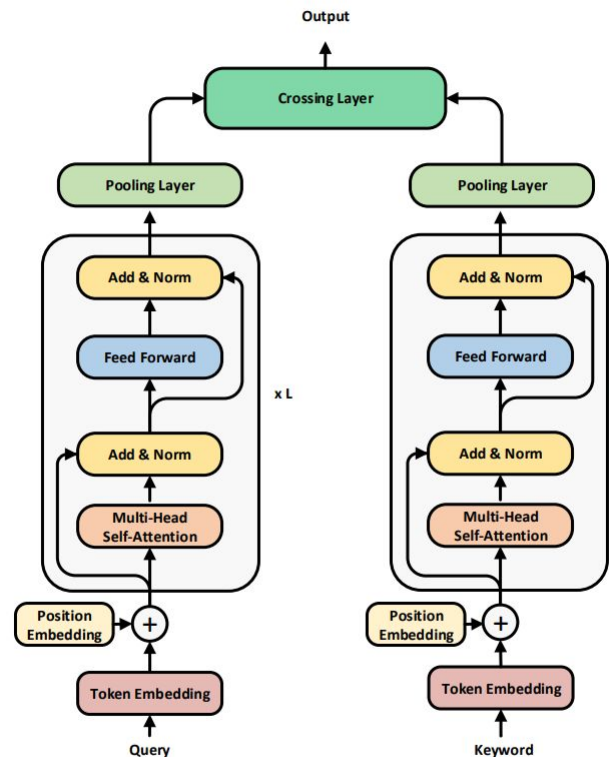 Output
Crossing Layer
Pooling Layer
Pooling Layer
Add & Norm
Add & Norm
Feed Forward
Feed Forward
x L
Add & Norm
Add & Norm
Multi-Head
Self-Attention
Multi-Head
Self-Attention
Position
Embedding
+
Position
Embedding
+
Token Embedding
Token Embedding
Query
Keyword